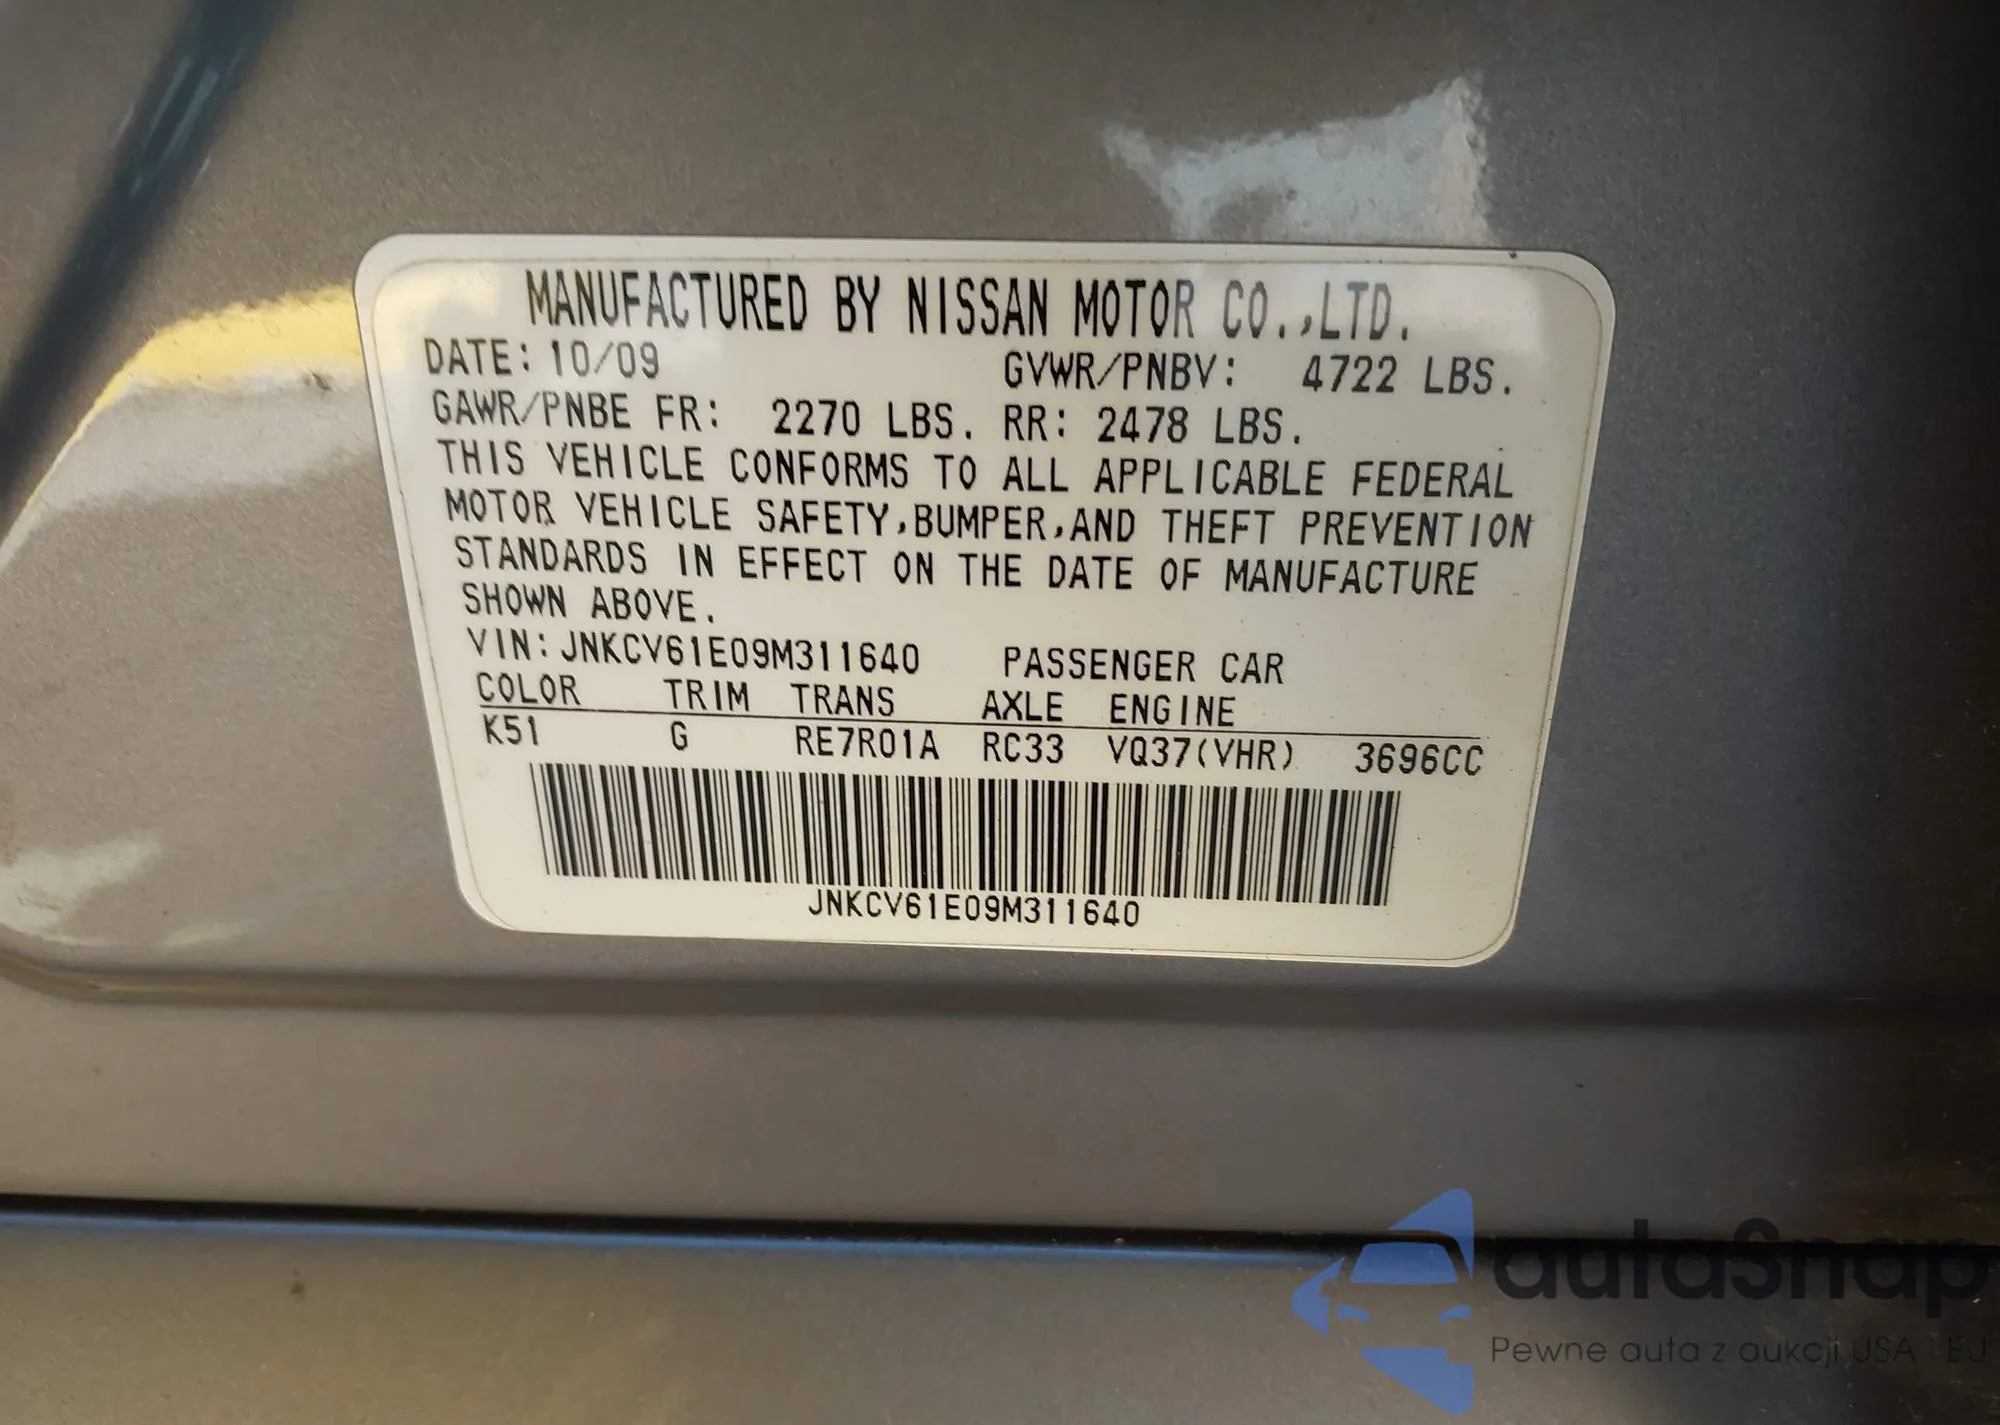 MANUFACTURED BY NISSAN MOTOR CO.,LTD.
DATE: 10/09 GVWR/PNBV: 4722 LBS.
GAWR/PNBE FR: 2270 LBS. RR: 2478 LBS.
THIS VEHICLE CONFORMS TO ALL APPLICABLE FEDERAL
MOTOR VEHICLE SAFETY,BUMPER,AND THEFT PREVENTION
STANDARDS IN EFFECT ON THE DATE OF MANUFACTURE
SHOWN ABOVE.
VIN: JNKCV61E09M311640 PASSENGER CAR
COLOR TRIM TRANS AXLE ENGINE
K51 G RE7R01A RC33 VQ37(VHR) 3696CC
JNKCV61E09M311640
autaSnap
Pewne auta z aukcji USA i EU